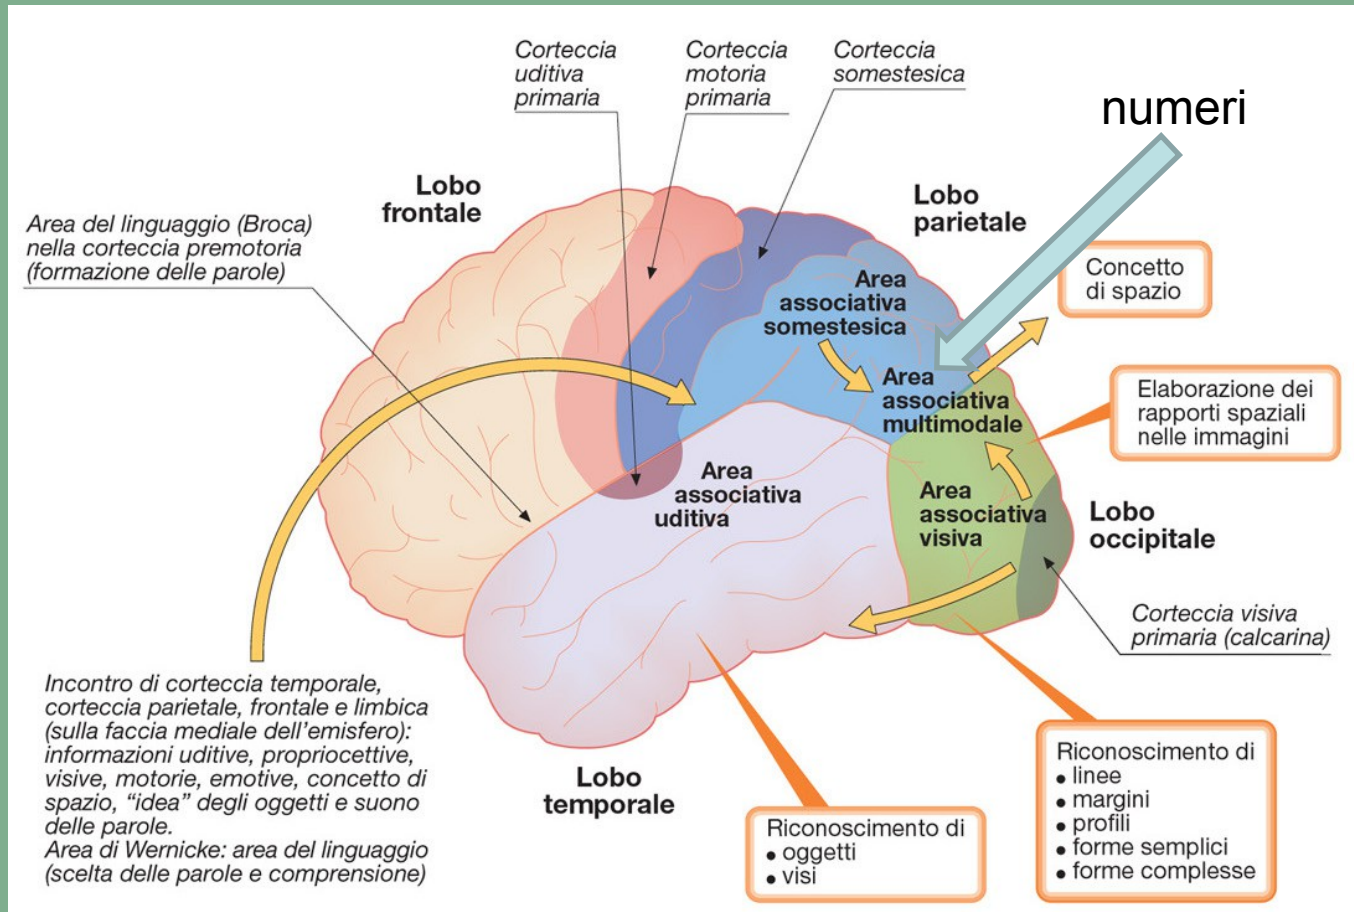 Corteccia
uditiva
primaria
Corteccia
motoria
primaria
Corteccia
somestesica
numeri
Lobo
frontale
Lobo
parietale
Area del linguaggio (Broca)
nella corteccia premotoria
(formazione delle parole)
Concetto
di spazio
Area
associativa
somestesica
Area
associativa
multimodale
Elaborazione dei
rapporti spaziali
nelle immagini
Area
associativa
uditiva
Area
associativa
visiva
Lobo
occipitale
Corteccia visiva
primaria (calcarina)
Incontro di corteccia temporale,
corteccia parietale, frontale e limbica
(sulla faccia mediale dell'emisfero):
informazioni uditive, propriocettive,
visive, motorie, emotive, concetto di
spazio, “idea” degli oggetti e suono
delle parole.
Area di Wernicke: area del linguaggio
(scelta delle parole e comprensione)
Lobo
temporale
Riconoscimento di
• oggetti
• visi
Riconoscimento di
• linee
• margini
• profili
• forme semplici
• forme complesse